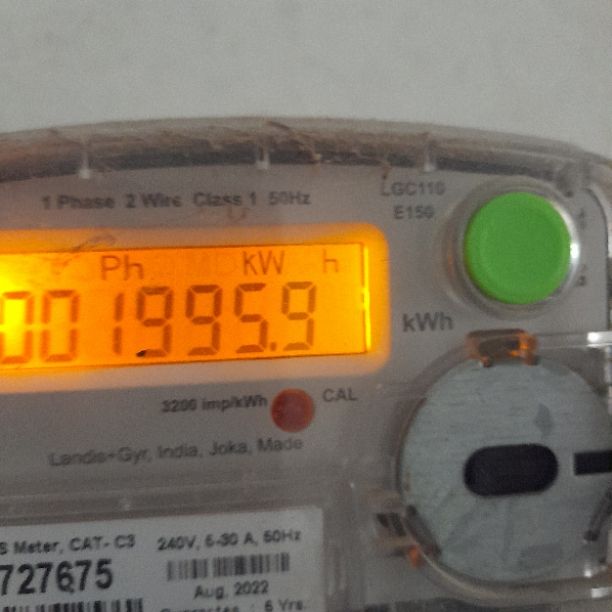 1 Phase 2 Wire Class 1 50Hz
LGC110
E150
Ph kW h
001995.9
kWh
3200 imp/kWh
CAL
Landis+Gyr, India, Joka, Made
S Meter, CAT- C3 240V, 5-30 A, 50Hz
727675
Aug, 2022
6 Yrs.